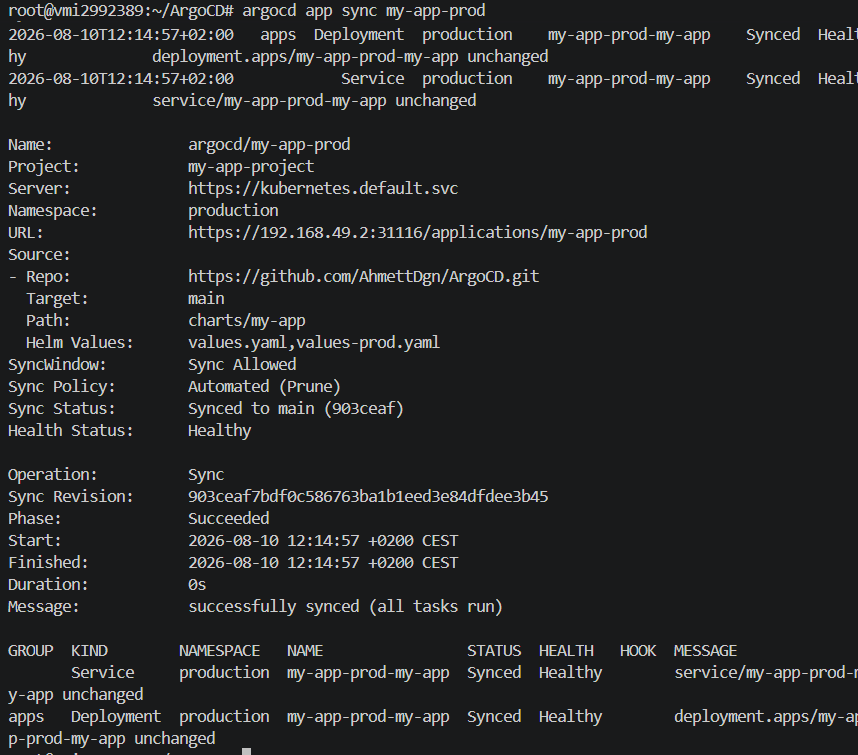 root@vmi2992389:~/ArgoCD# argocd app sync my-app-prod
2026-08-10T12:14:57+02:00   apps  Deployment  production    my-app-prod-my-app    Synced  Healt
hy                deployment.apps/my-app-prod-my-app unchanged
2026-08-10T12:14:57+02:00            Service  production    my-app-prod-my-app    Synced  Healt
hy                service/my-app-prod-my-app unchanged

Name:               argocd/my-app-prod
Project:            my-app-project
Server:             https://kubernetes.default.svc
Namespace:          production
URL:                https://192.168.49.2:31116/applications/my-app-prod
Source:
- Repo:             https://github.com/AhmettDgn/ArgoCD.git
  Target:           main
  Path:             charts/my-app
  Helm Values:      values.yaml,values-prod.yaml
SyncWindow:         Sync Allowed
Sync Policy:        Automated (Prune)
Sync Status:        Synced to main (903ceaf)
Health Status:      Healthy

Operation:          Sync
Sync Revision:      903ceaf7bdf0c586763ba1b1eed3e84dfdee3b45
Phase:              Succeeded
Start:              2026-08-10 12:14:57 +0200 CEST
Finished:           2026-08-10 12:14:57 +0200 CEST
Duration:           0s
Message:            successfully synced (all tasks run)

GROUP  KIND        NAMESPACE   NAME                STATUS  HEALTH   HOOK  MESSAGE
       Service     production  my-app-prod-my-app  Synced  Healthy        service/my-app-prod-m
y-app unchanged
apps   Deployment  production  my-app-prod-my-app  Synced  Healthy        deployment.apps/my-ap
p-prod-my-app unchanged